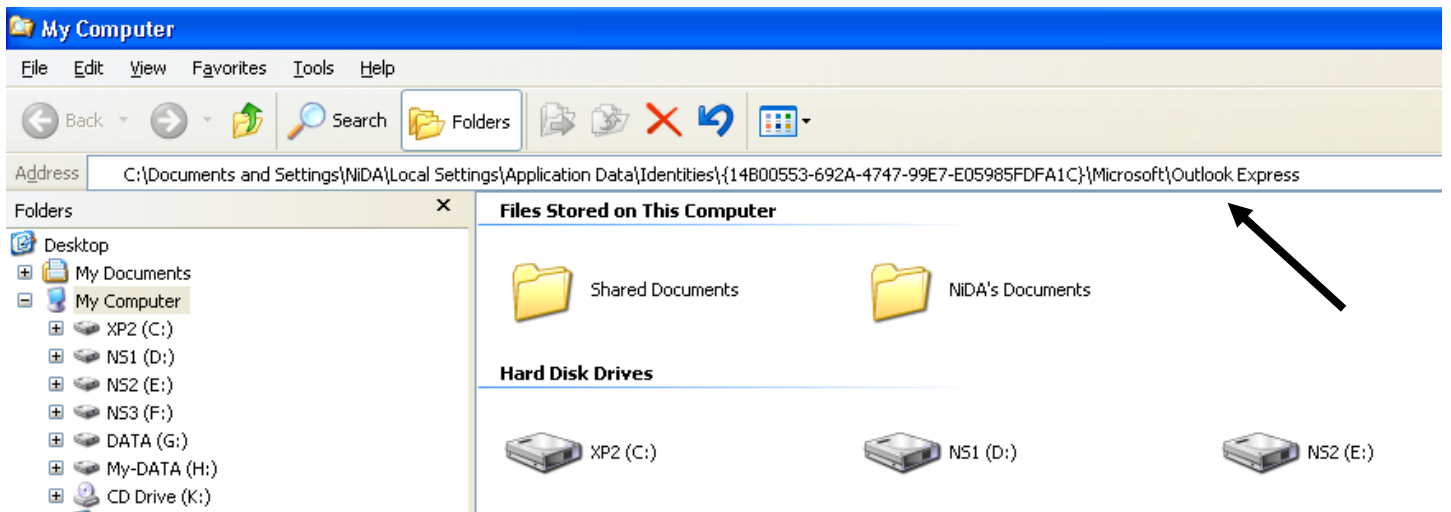 My Computer
File Edit View Favorites Tools Help
Back Search Folders
Address C:\Documents and Settings\NiDA\Local Settings\Application Data\Identities\{14B00553-692A-4747-99E7-E05985FDFA1C}\Microsoft\Outlook Express
Folders x
Desktop
My Documents
My Computer
XP2 (C:)
NS1 (D:)
NS2 (E:)
NS3 (F:)
DATA (G:)
My-DATA (H:)
CD Drive (K:)
Files Stored on This Computer
Shared Documents NiDA's Documents
Hard Disk Drives
XP2 (C:) NS1 (D:) NS2 (E:)